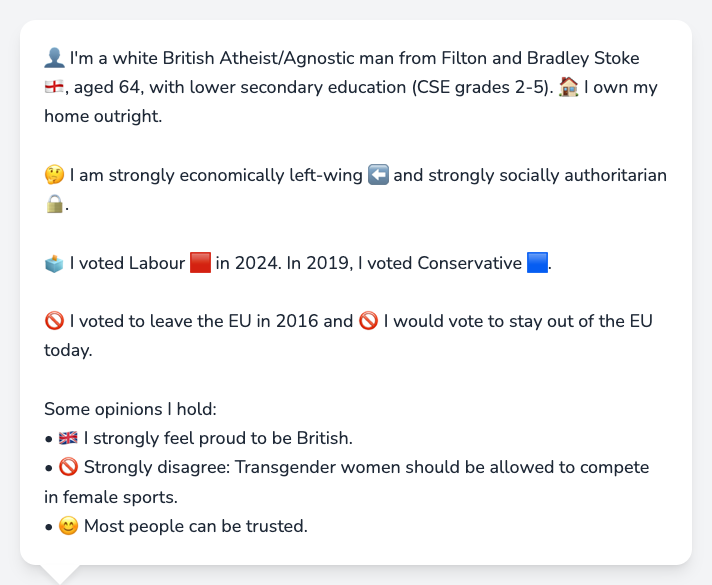 👤 I'm a white British Atheist/Agnostic man from Filton and Bradley Stoke
🏴󠁧󠁢󠁥󠁮󠁧󠁿, aged 64, with lower secondary education (CSE grades 2-5). 🏠 I own my
home outright.
🤔 I am strongly economically left-wing ⬅️ and strongly socially authoritarian
🔒.
🗳️ I voted Labour 🟥 in 2024. In 2019, I voted Conservative 🟦.
🚫 I voted to leave the EU in 2016 and 🚫 I would vote to stay out of the EU
today.
Some opinions I hold:
• 🇬🇧 I strongly feel proud to be British.
• 🚫 Strongly disagree: Transgender women should be allowed to compete
in female sports.
• 😊 Most people can be trusted.